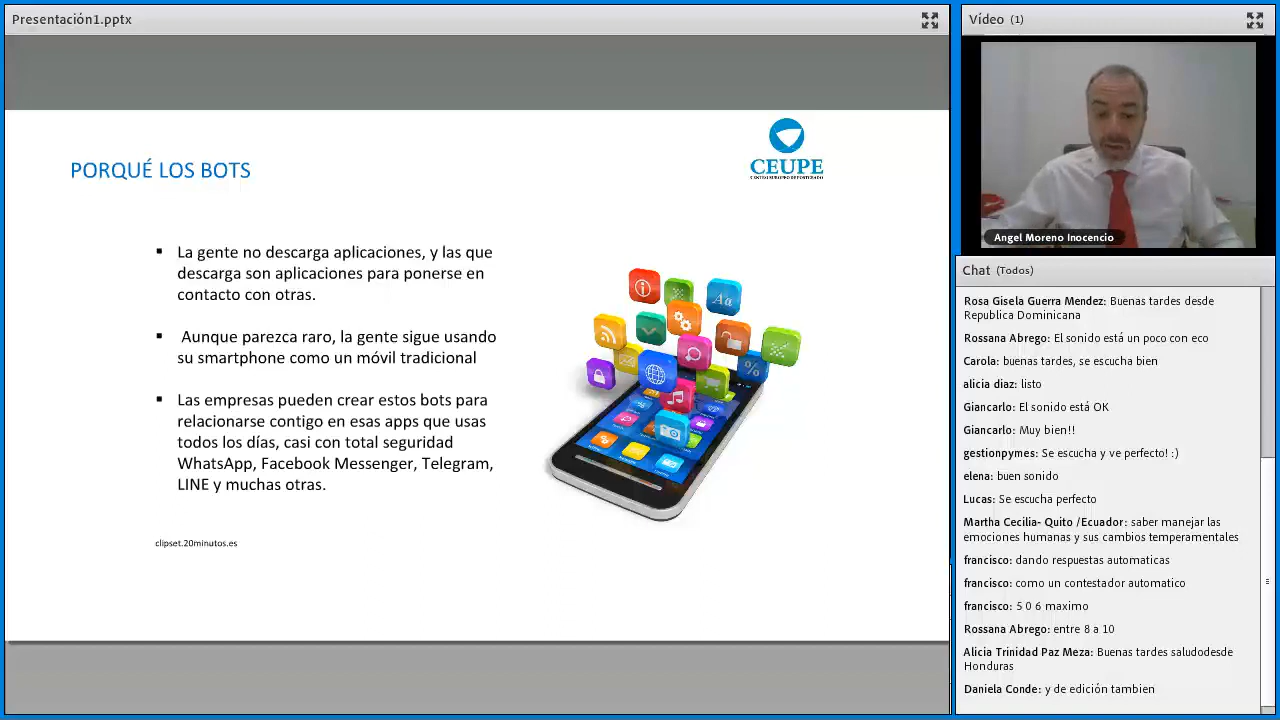 Presentación1.pptx
PORQUÉ LOS BOTS
CEUPE
CENTRO EUROPEO DE POSTGRADO
▪ La gente no descarga aplicaciones, y las que
descarga son aplicaciones para ponerse en
contacto con otras.
▪ Aunque parezca raro, la gente sigue usando
su smartphone como un móvil tradicional
▪ Las empresas pueden crear estos bots para
relacionarse contigo en esas apps que usas
todos los días, casi con total seguridad
WhatsApp, Facebook Messenger, Telegram,
LINE y muchas otras.
Aa
%
clipset.20minutos.es
Vídeo (1)
Angel Moreno Inocencio
Chat (Todos)
Rosa Gisela Guerra Mendez: Buenas tardes desde
Republica Dominicana
Rossana Abrego: El sonido está un poco con eco
Carola: buenas tardes, se escucha bien
alicia diaz: listo
Giancarlo: El sonido está OK
Giancarlo: Muy bien!!
gestionpymes: Se escucha y ve perfecto! :)
elena: buen sonido
Lucas: Se escucha perfecto
Martha Cecilia- Quito /Ecuador: saber manejar las
emociones humanas y sus cambios temperamentales
francisco: dando respuestas automaticas
francisco: como un contestador automatico
francisco: 5 0 6 maximo
Rossana Abrego: entre 8 a 10
Alicia Trinidad Paz Meza: Buenas tardes saludodesde
Honduras
Daniela Conde: y de edición tambien